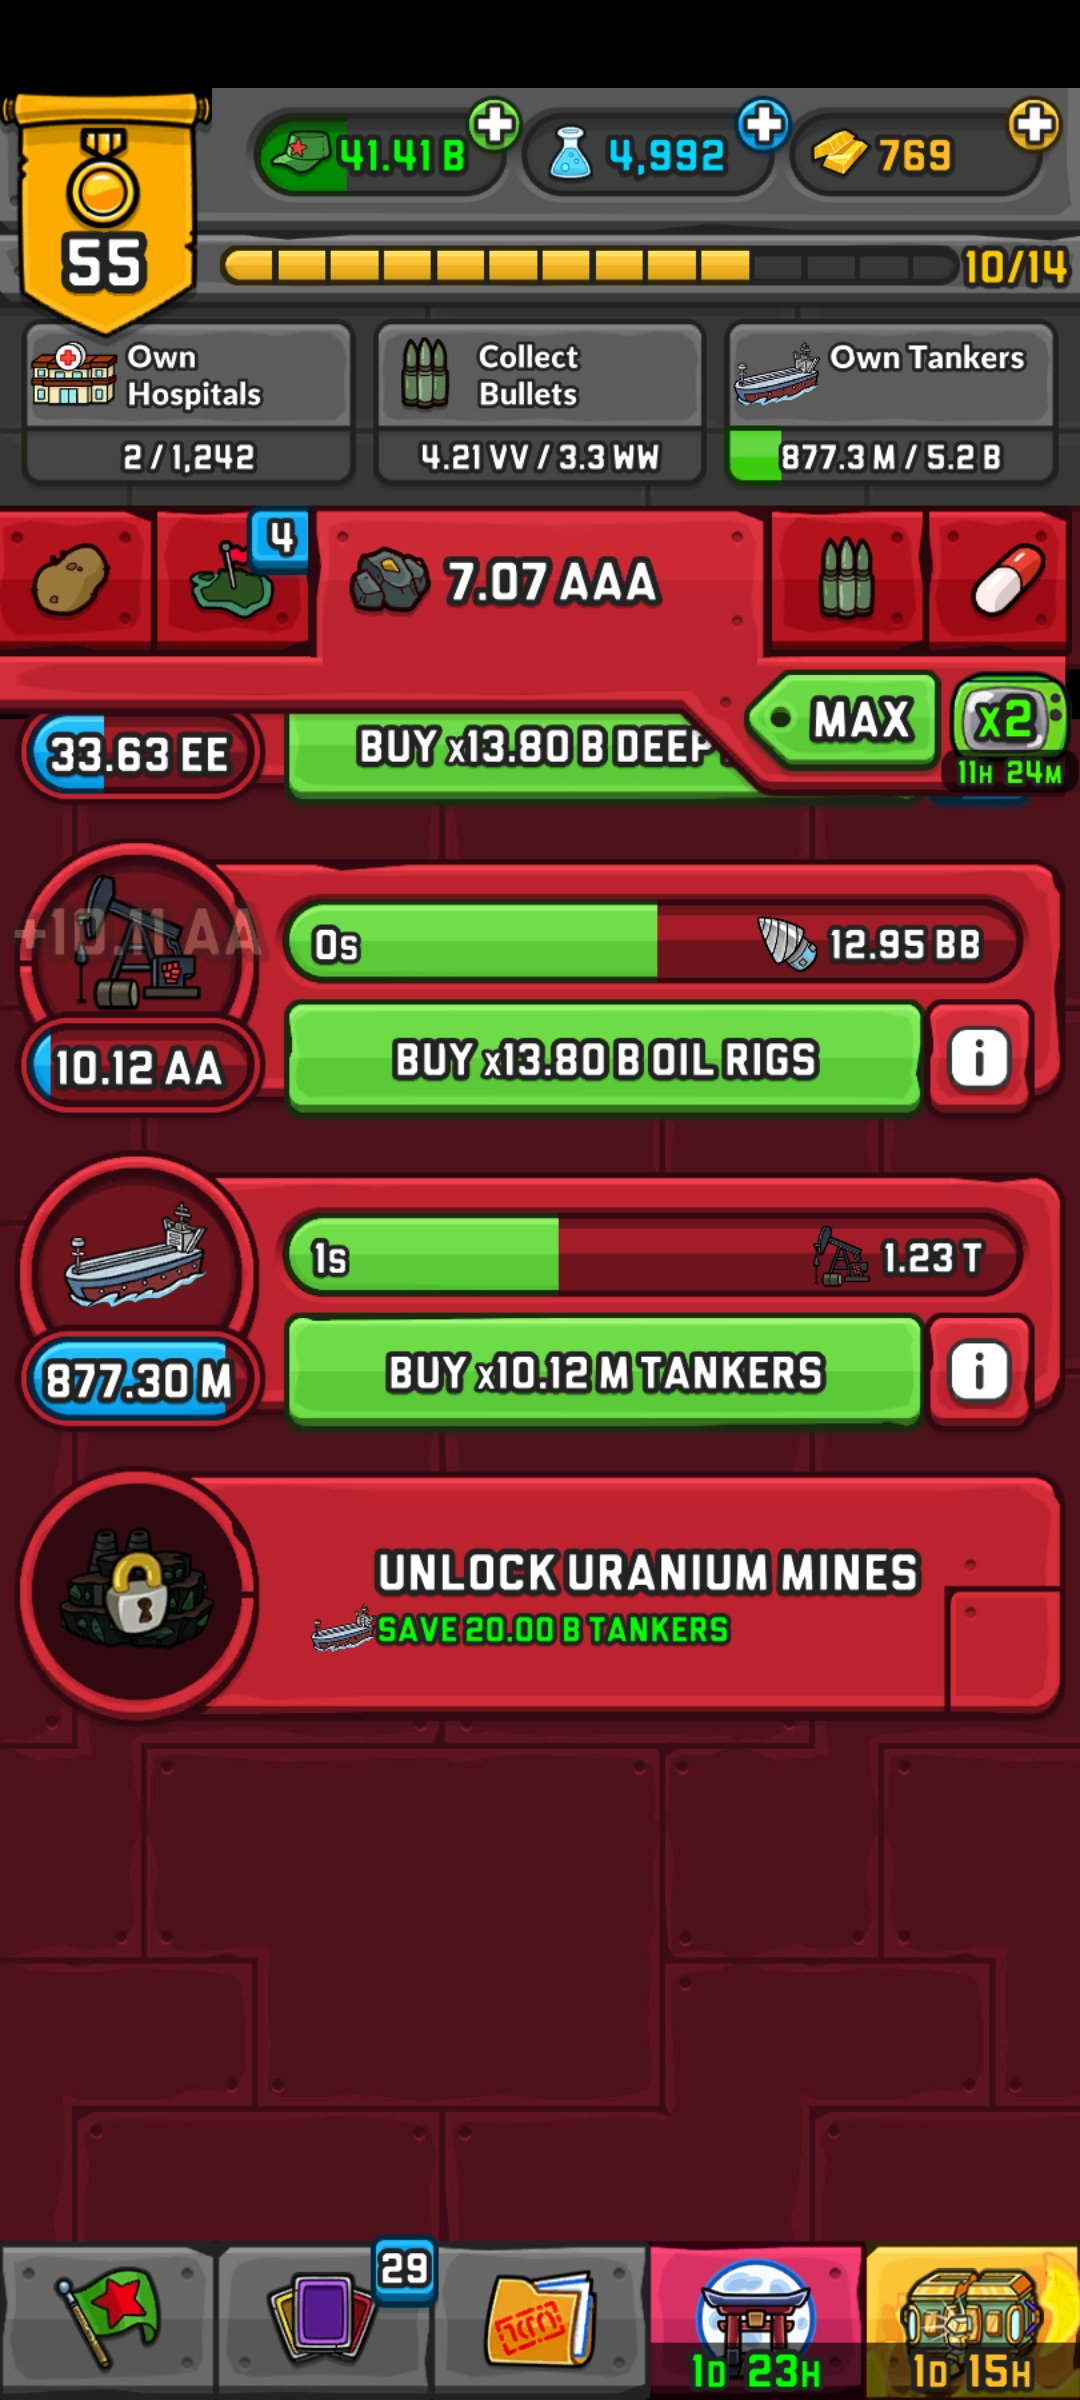 41.41 B
4,992
769
55
10/14
Own
Hospitals
2 / 1,242
Collect
Bullets
4.21 VV / 3.3 WW
Own Tankers
877.3 M / 5.2 B
4
7.07 AAA
MAX
x2
11H 24M
33.63 EE
BUY x13.80 B DEEP
+10.11 AA
0s
12.95 BB
10.12 AA
BUY x13.80 B OIL RIGS
i
1s
1.23 T
877.30 M
BUY x10.12 M TANKERS
i
UNLOCK URANIUM MINES
SAVE 20.00 B TANKERS
29
1D 23H
1D 15H